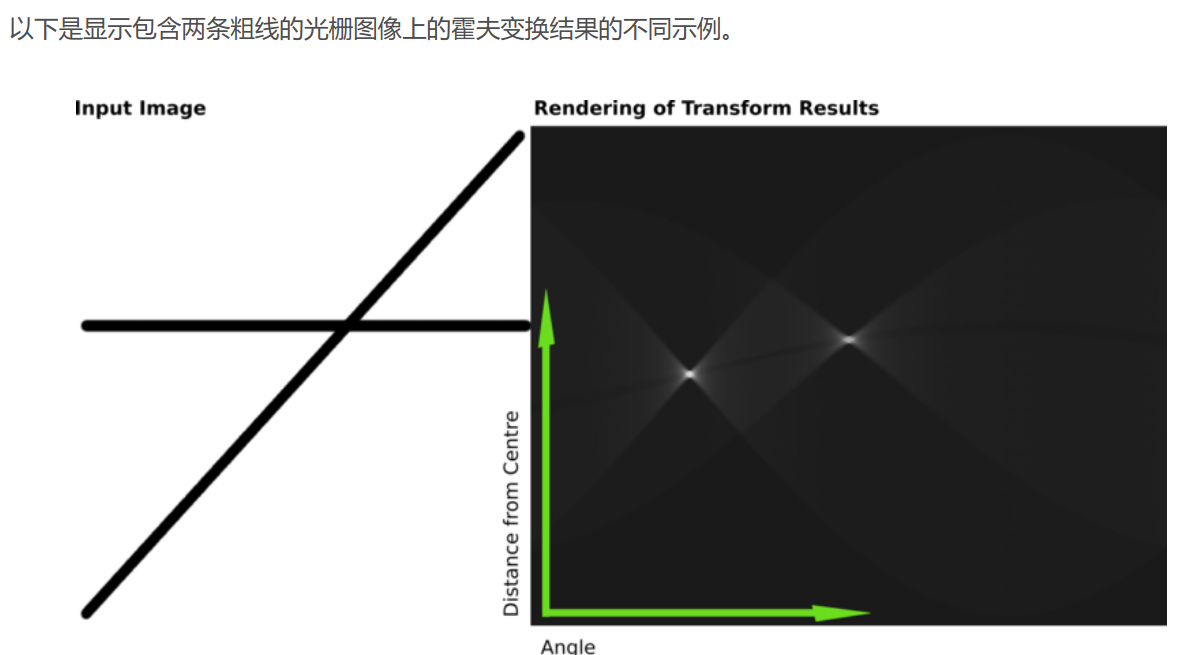 以下是显示包含两条粗线的光栅图像上的霍夫变换结果的不同示例。
Input Image
Rendering of Transform Results
Distance from Centre
Angle